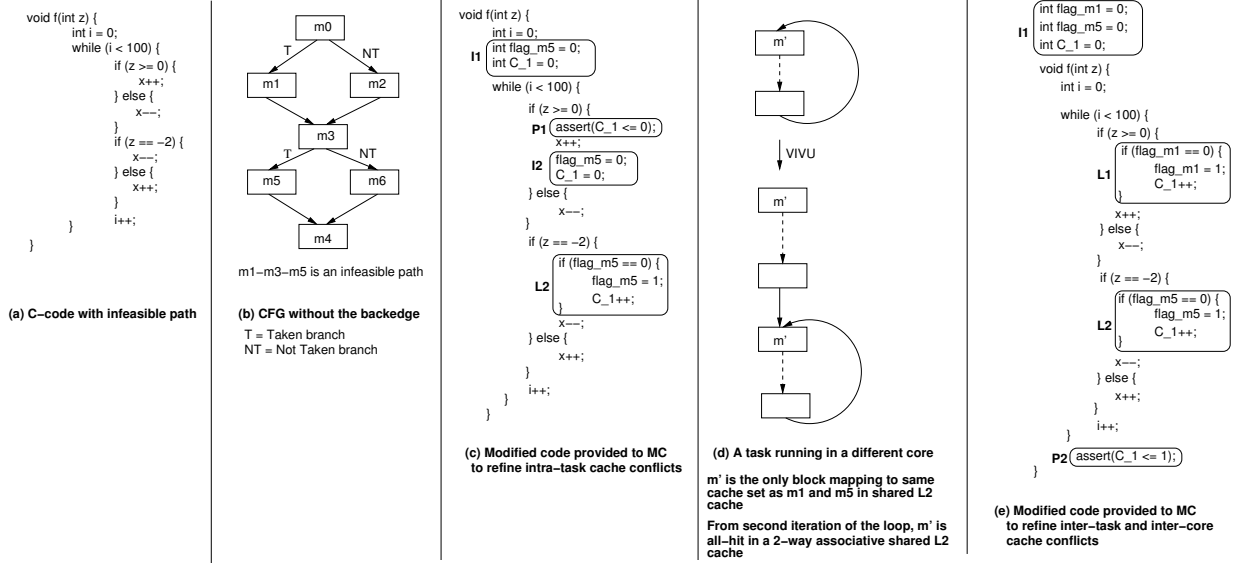 void f(int z) {
int i = 0;
while (i < 100) {
if (z >= 0) {
x++;
} else {
x−−;
}
if (z == −2) {
x−−;
} else {
x++;
}
i++;
}
}
(a) C−code with infeasible path
m0
T
NT
m1
m2
m3
T
NT
m5
m6
m4
m1−m3−m5 is an infeasible path
(b) CFG without the backedge
T = Taken branch
NT = Not Taken branch
void f(int z) {
int i = 0;
I1
int flag_m5 = 0;
int C_1 = 0;
while (i < 100) {
if (z >= 0) {
P1 assert(C_1 <= 0);
x++;
I2
flag_m5 = 0;
C_1 = 0;
} else {
x−−;
}
if (z == −2) {
if (flag_m5 == 0) {
L2
flag_m5 = 1;
C_1++;
}
x−−;
} else {
x++;
}
i++;
}
}
(c) Modified code provided to MC
to refine intra−task cache conflicts
m'
VIVU
m'
m'
(d) A task running in a different core
m' is the only block mapping to same
cache set as m1 and m5 in shared L2
cache
From second iteration of the loop, m' is
all−hit in a 2−way associative shared L2
cache
int flag_m1 = 0;
I1
int flag_m5 = 0;
int C_1 = 0;
void f(int z) {
int i = 0;
while (i < 100) {
if (z >= 0) {
if (flag_m1 == 0) {
L1
flag_m1 = 1;
C_1++;
}
x++;
} else {
x−−;
}
if (z == −2) {
if (flag_m5 == 0) {
L2
flag_m5 = 1;
C_1++;
}
x−−;
} else {
x++;
}
i++;
}
P2 assert(C_1 <= 1);
}
(e) Modified code provided to MC
to refine inter−task and inter−core
cache conflicts